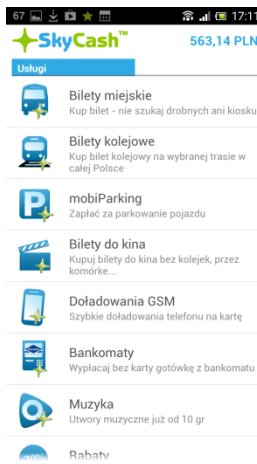 67 17:11
SkyCash™ 563,14 PLN
Usługi
Bilety miejskie
Kup bilet - nie szukaj drobnych ani kiosku
Bilety kolejowe
Kup bilet kolejowy na wybranej trasie w
całej Polsce
mobiParking
Zapłać za parkowanie pojazdu
Bilety do kina
Kupuj bilety do kina bez kolejek, przez
komórke...
Doładowania GSM
Szybkie doładowania telefonu na kartę
Bankomaty
Wypłacaj bez karty gotówkę z bankomatu
Muzyka
Utwory muzyczne już od 10 gr
Rabaty